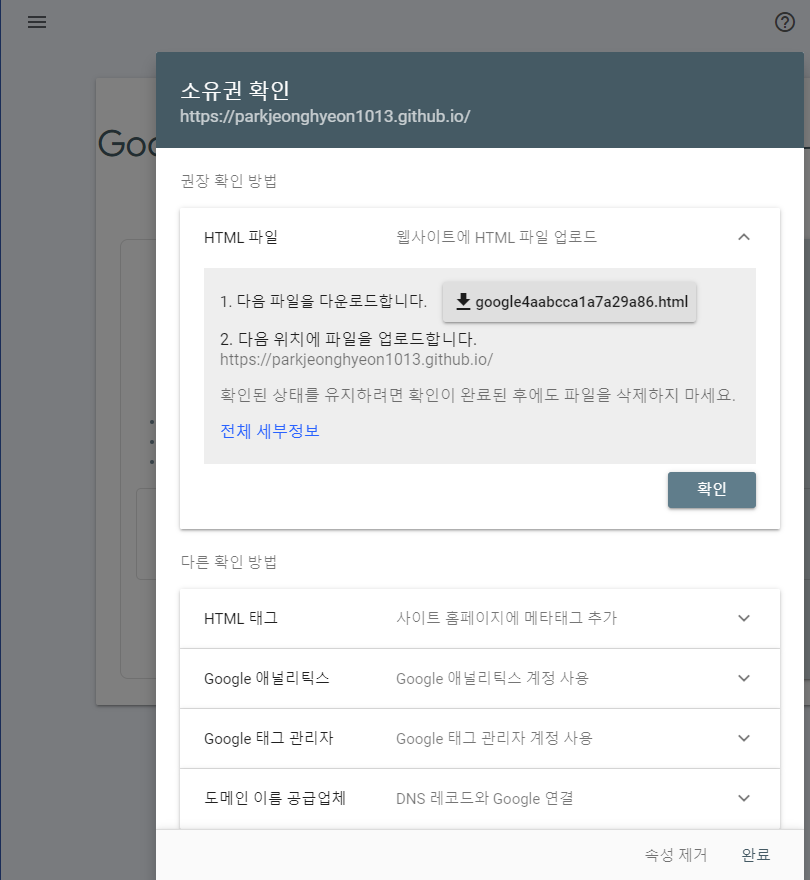 소유권 확인
https://parkjeonghyeon1013.github.io/
권장 확인 방법
HTML 파일 웹사이트에 HTML 파일 업로드
1. 다음 파일을 다운로드합니다. google4aabcca1a7a29a86.html
2. 다음 위치에 파일을 업로드합니다.
https://parkjeonghyeon1013.github.io/
확인된 상태를 유지하려면 확인이 완료된 후에도 파일을 삭제하지 마세요.
전체 세부정보
확인
다른 확인 방법
HTML 태그 사이트 홈페이지에 메타태그 추가
Google 애널리틱스 Google 애널리틱스 계정 사용
Google 태그 관리자 Google 태그 관리자 계정 사용
도메인 이름 공급업체 DNS 레코드와 Google 연결
속성 제거 완료